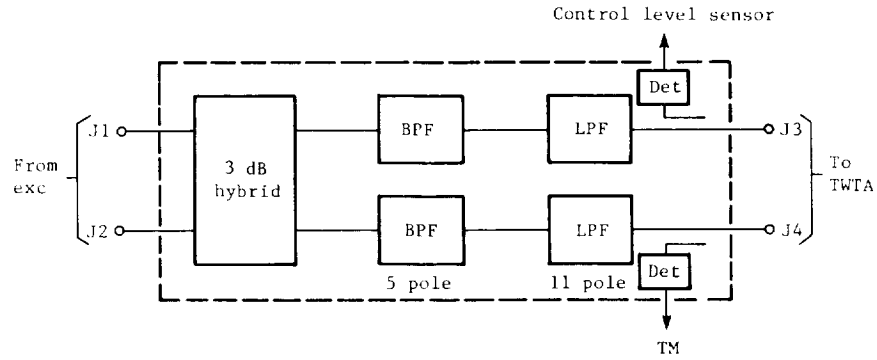 Control level sensor
Det
J1
BPF
LPF
J3
From
exc
3 dB
hybrid
To
TWTA
J2
BPF
LPF
J4
5 pole
11 pole
Det
TM